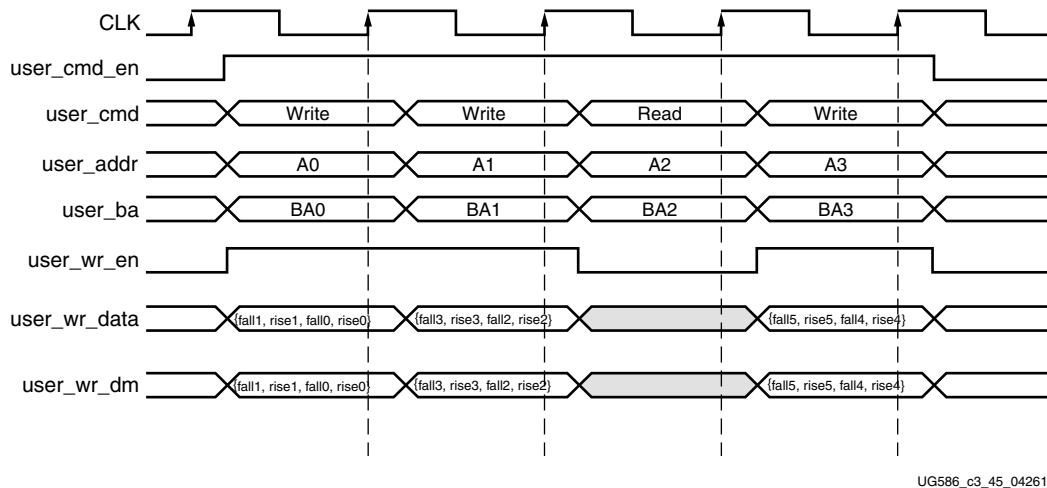 CLK
user_cmd_en
user_cmd Write Write Read Write
user_addr A0 A1 A2 A3
user_ba BA0 BA1 BA2 BA3
user_wr_en
user_wr_data {fall1, rise1, fall0, rise0} {fall3, rise3, fall2, rise2} {fall5, rise5, fall4, rise4}
user_wr_dm {fall1, rise1, fall0, rise0} {fall3, rise3, fall2, rise2} {fall5, rise5, fall4, rise4}
UG586_c3_45_04261